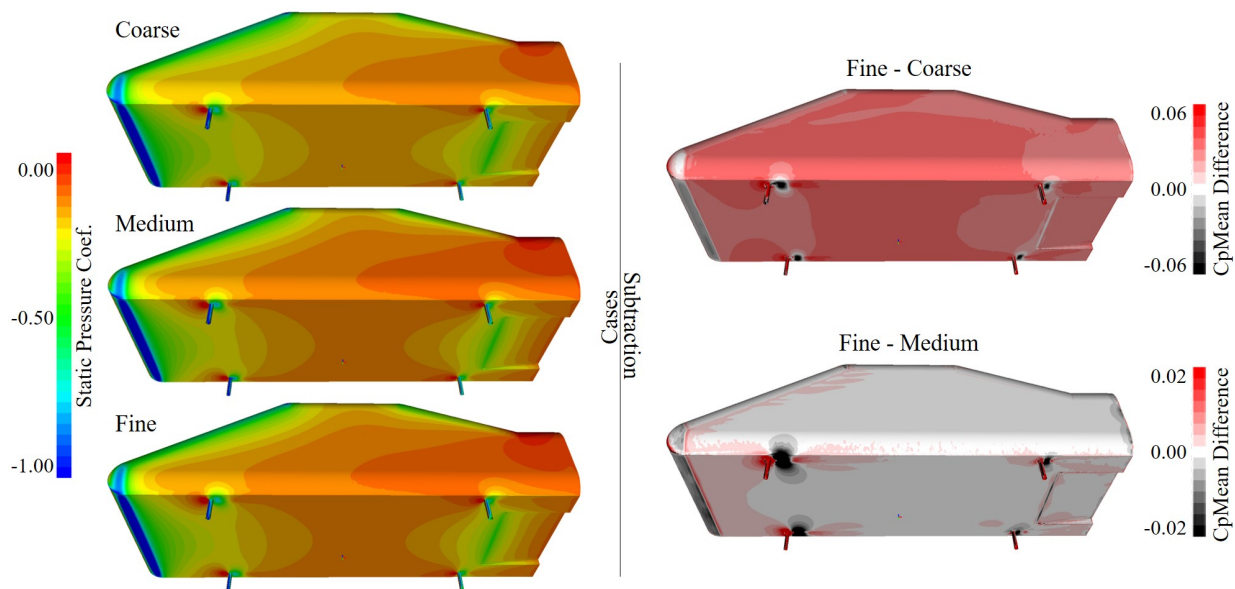 Coarse
Medium
Fine
0.00
-0.50
-1.00
Static Pressure Coef.
Subtraction
Cases
Fine - Coarse
0.06
0.00
-0.06
CpMean Difference
Fine - Medium
0.02
0.00
-0.02
CpMean Difference